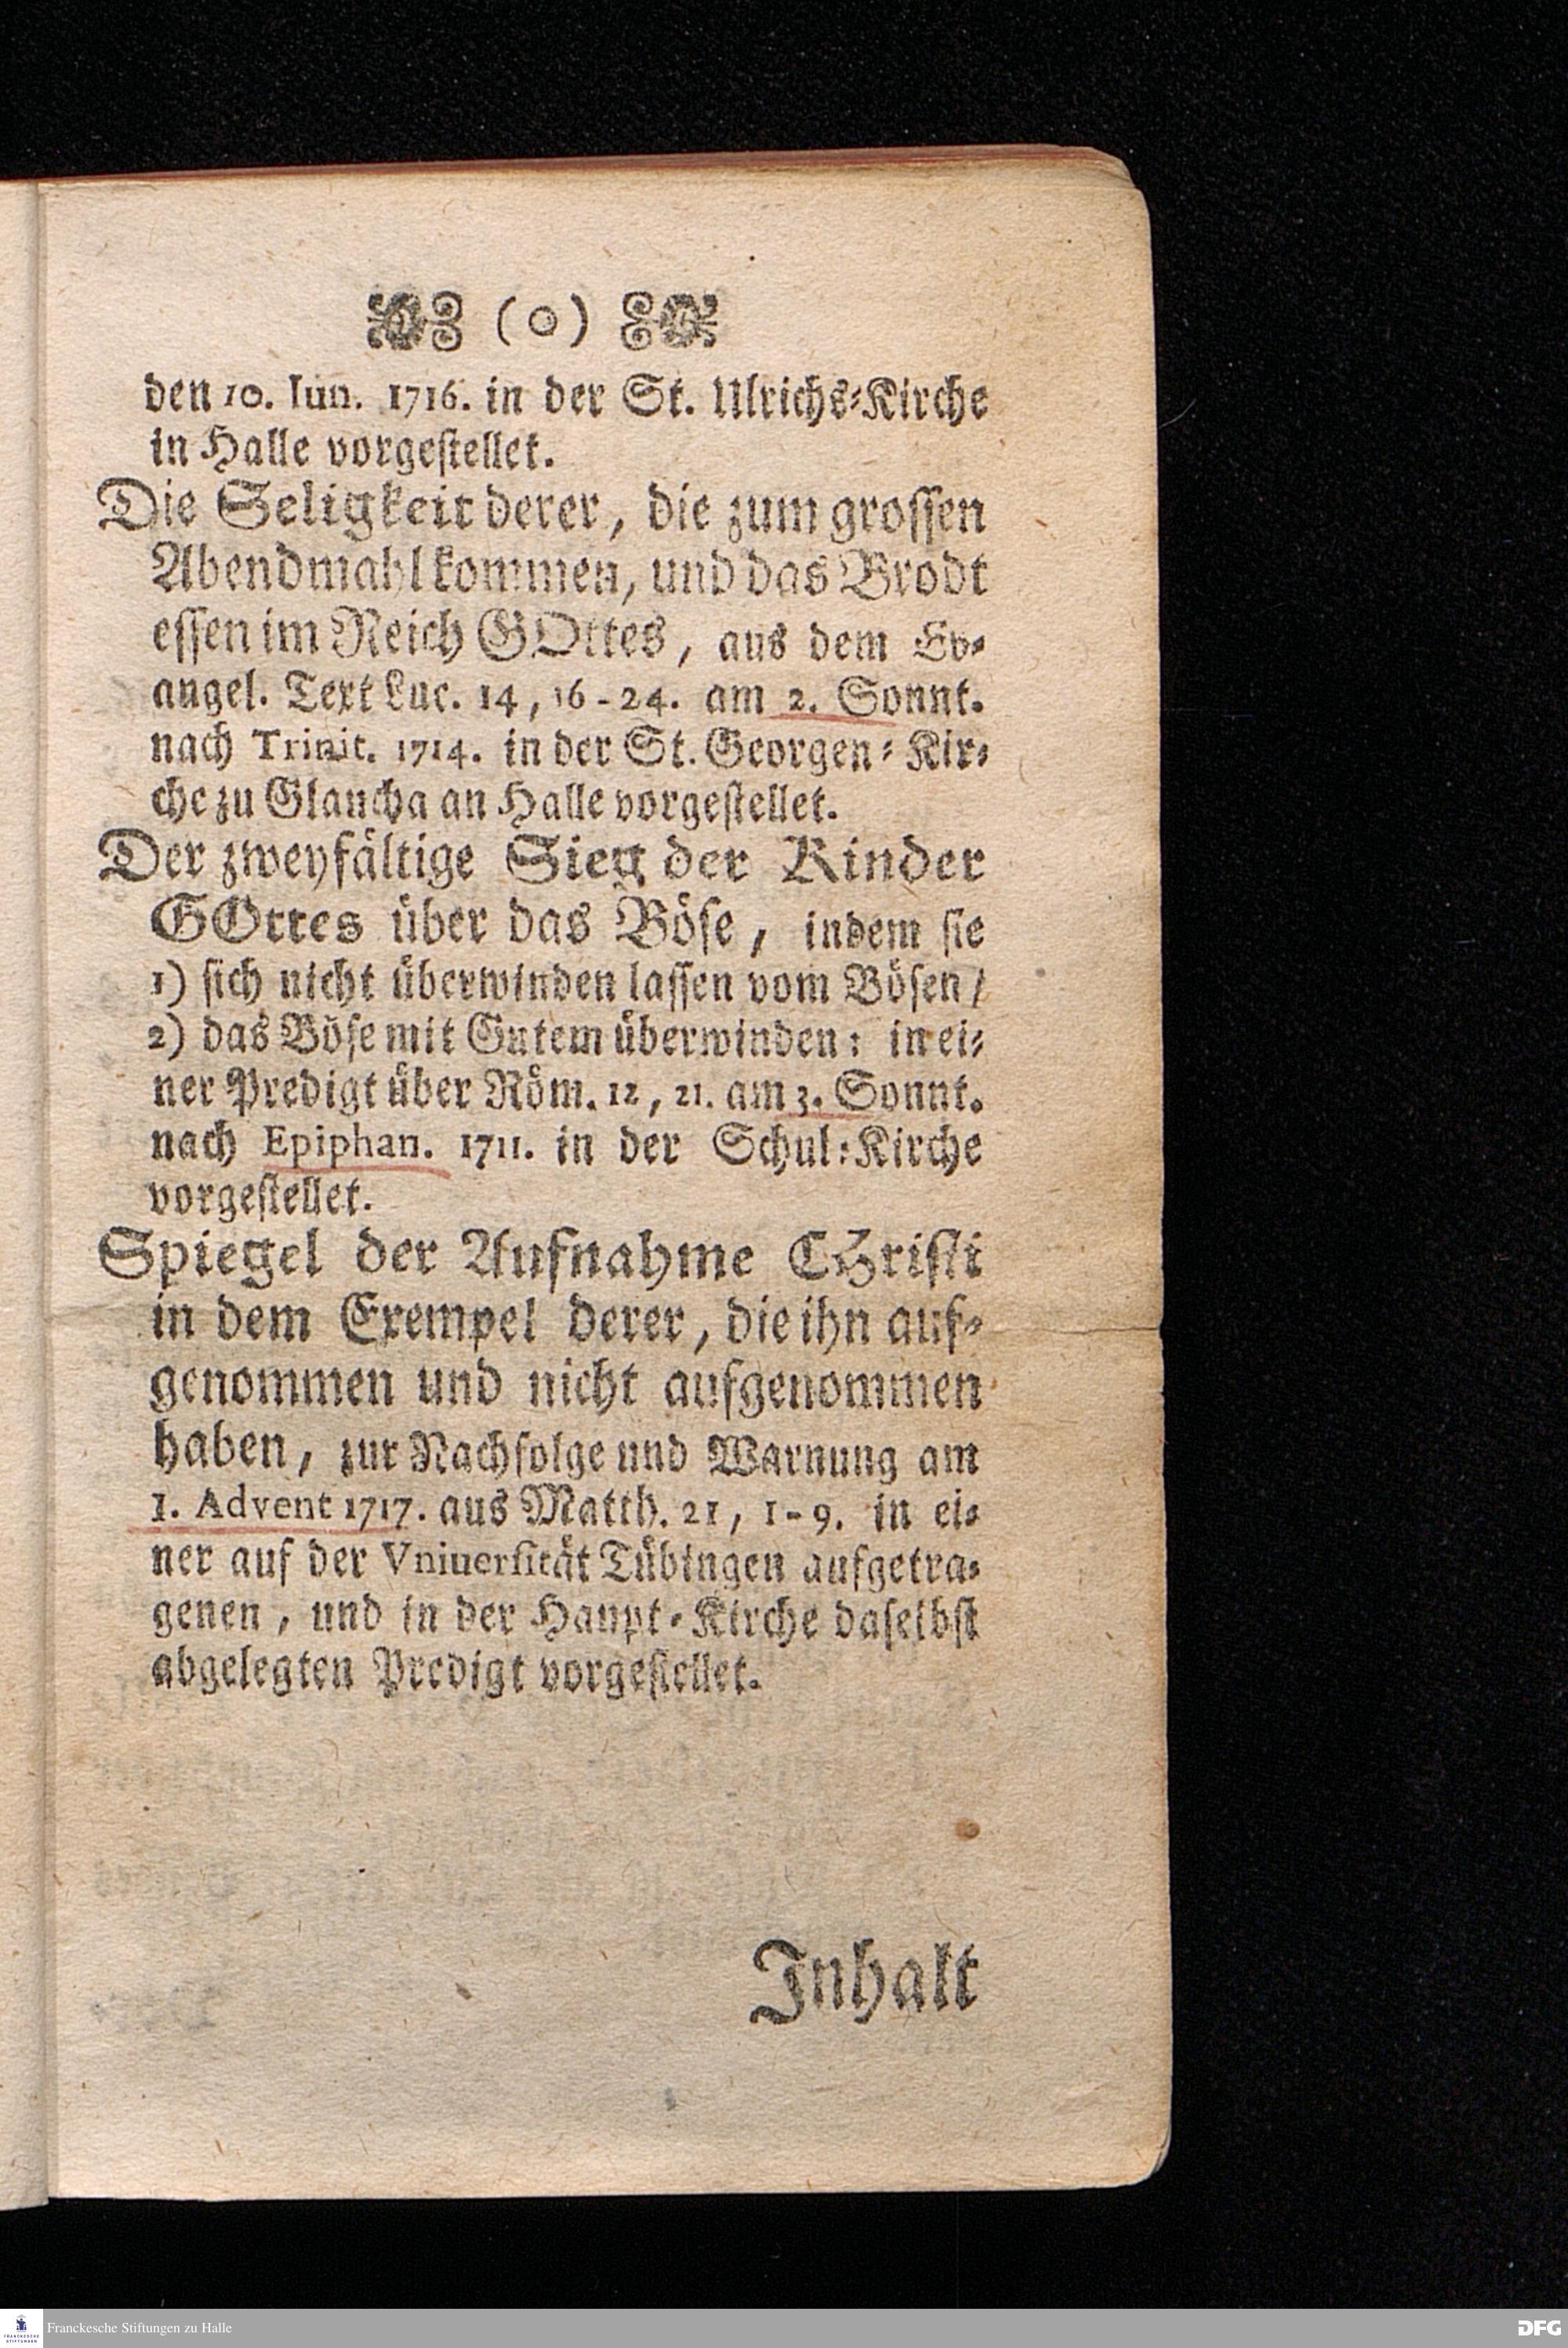 (o)
den 10. Iun. 1716. in der St. Ulrichs-Kirche
in Halle vorgestellet.
Die Seligkeit derer, die zum grossen
Abendmahl kommen, und das Brodt
essen im Reich GOttes, aus dem Ev-
angel. Text Luc. 14, 16-24. am 2. Sonnt.
nach Trinit. 1714. in der St. Georgen-Kir-
che zu Glaucha an Halle vorgestellet.
Der zweyfältige Sieg der Kinder
GOttes über das Böse, indem sie
1) sich nicht überwinden lassen vom Bösen/
2) das Böse mit Gutem überwinden: in ei-
ner Predigt über Röm. 12, 21. am 3. Sonnt.
nach Epiphan. 1711. in der Schul-Kirche
vorgestellet.
Spiegel der Aufnahme CHristi
in dem Exempel derer, die ihn auf-
genommen und nicht aufgenommen
haben, zur Nachfolge und Warnung am
1. Advent 1717. aus Matth. 21, 1-9. in ei-
ner auf der Vniuersität Tübingen aufgetra-
genen, und in der Haupt-Kirche daselbst
abgelegten Predigt vorgestellet.
Inhalt
FRANCKESCHE
STIFTUNGEN
Franckesche Stiftungen zu Halle
DFG